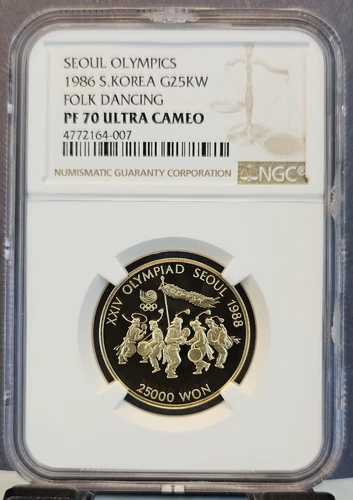 SEOUL OLYMPICS
1986 S.KOREA G25KW
FOLK DANCING
PF 70 ULTRA CAMEO
4772164-007
NUMISMATIC GUARANTY CORPORATION
NGC
XXIV OLYMPIAD SEOUL 1988
25000 WON